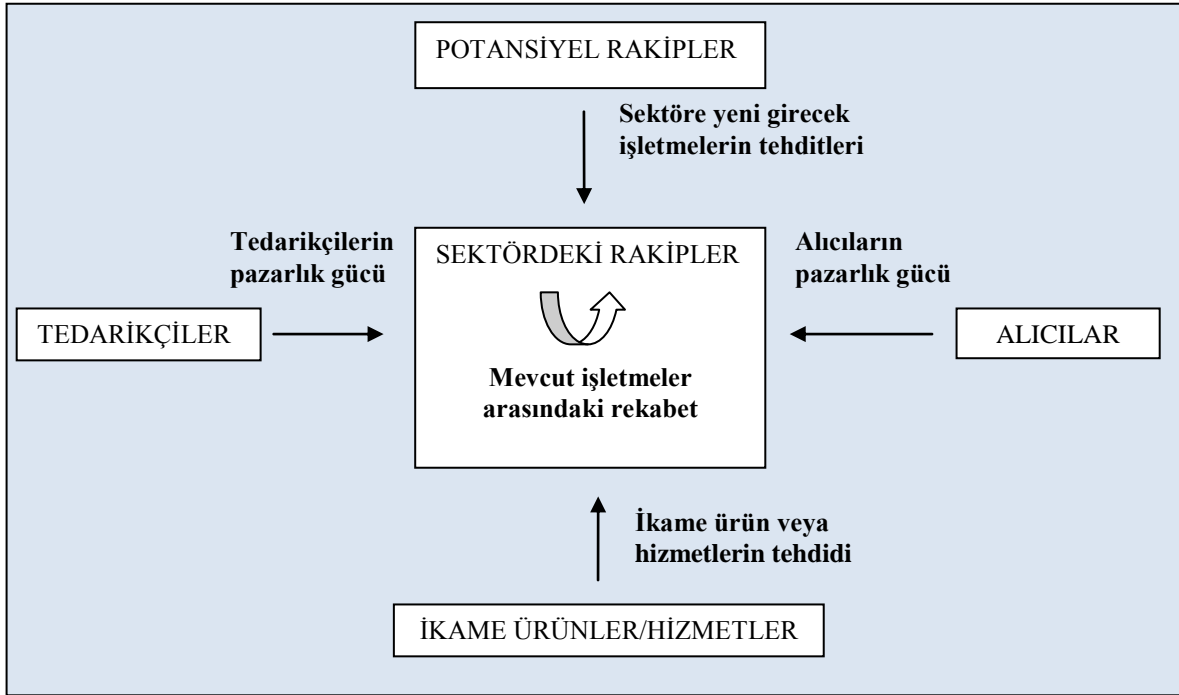 POTANSİYEL RAKİPLER
Sektöre yeni girecek
işletmelerin tehditleri
Tedarikçilerin
pazarlık gücü
SEKTÖRDEKİ RAKİPLER
Alıcıların
pazarlık gücü
TEDARİKÇİLER
ALICILAR
Mevcut işletmeler
arasındaki rekabet
İkame ürün veya
hizmetlerin tehdidi
İKAME ÜRÜNLER/HİZMETLER